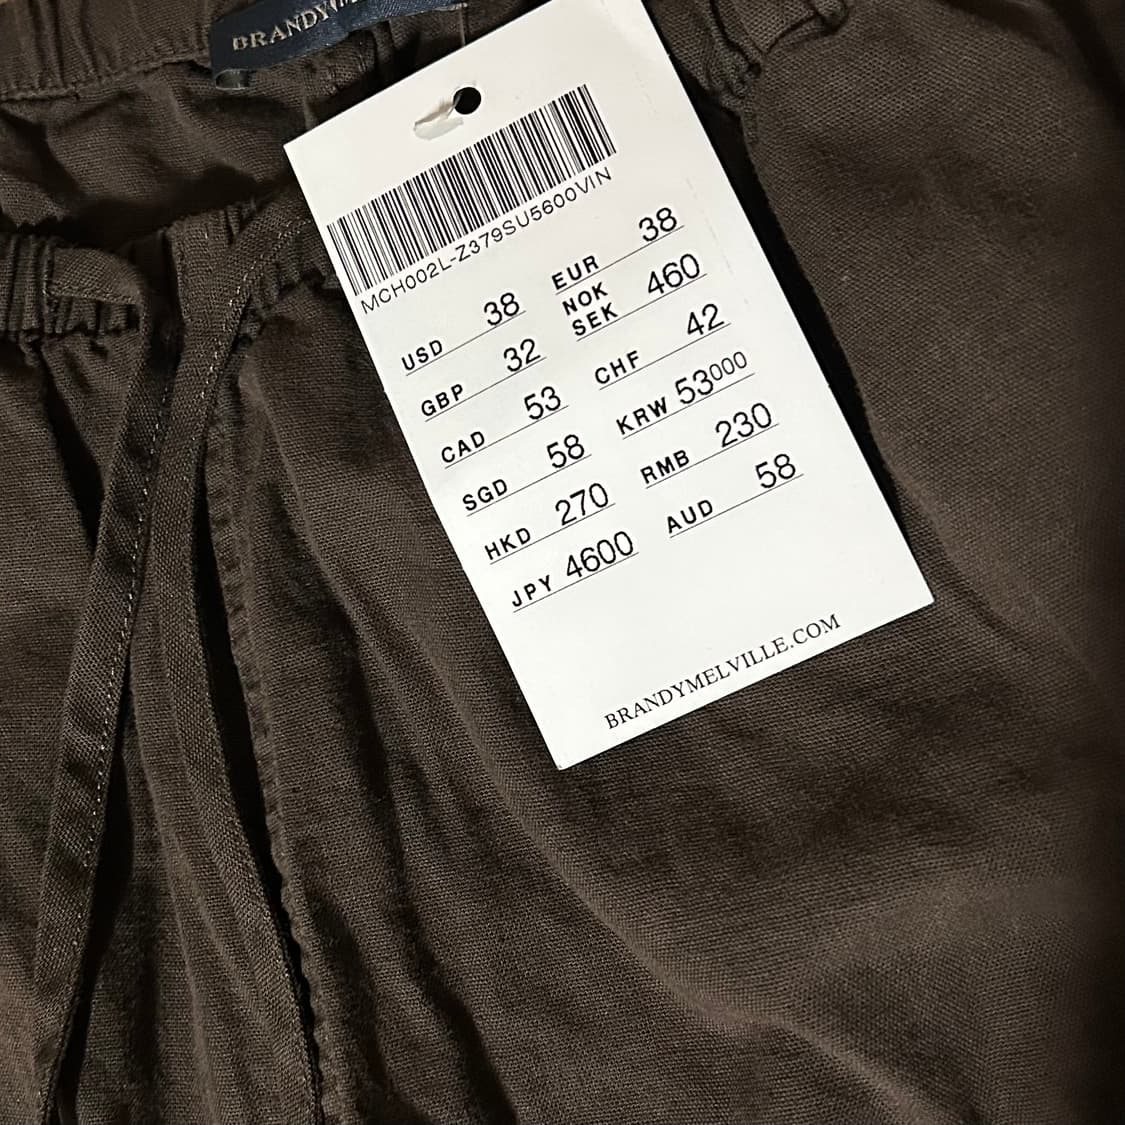 BRANDY
MCH002L-Z379SU5600VIN
USD 38
GBP 32
CAD 53
SGD 58
HKD 270
JPY 4600
EUR 38
NOK
SEK 460
CHF 42
KRW 53000
RMB 230
AUD 58
BRANDYMELVILLE.COM